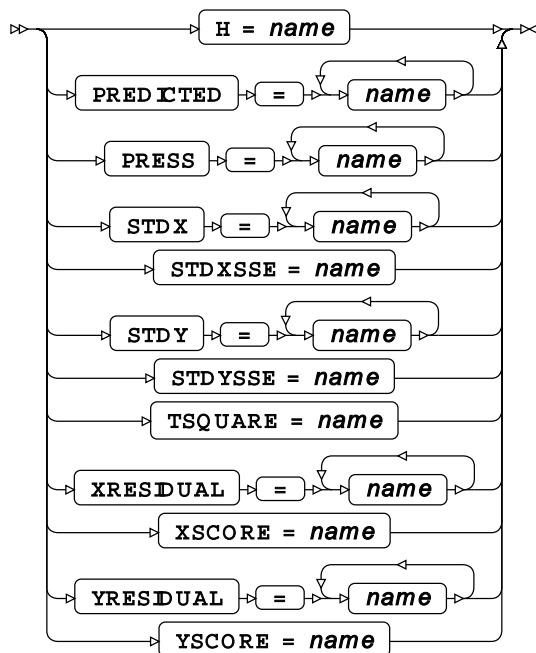 H = name
PREDICTED = name
PRESS = name
STDX = name
STDXSSE = name
STDY = name
STDYSSE = name
TSQUARE = name
XRESIDUAL = name
XSCORE = name
YRESIDUAL = name
YSCORE = name